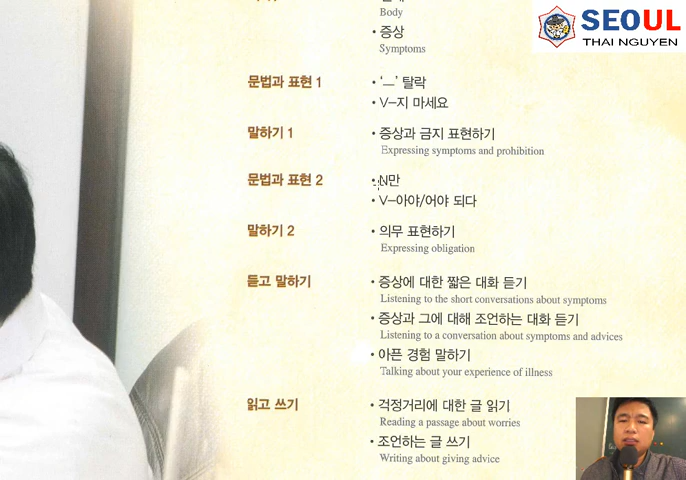 Body
SEOUL
THAI NGUYEN
• 증상
Symptoms
문법과 표현 1
• ‘ㅡ’ 탈락
• V-지 마세요
말하기 1
• 증상과 금지 표현하기
Expressing symptoms and prohibition
문법과 표현 2
• N만
• V-아야/어야 되다
말하기 2
• 의무 표현하기
Expressing obligation
듣고 말하기
• 증상에 대한 짧은 대화 듣기
Listening to the short conversations about symptoms
• 증상과 그에 대해 조언하는 대화 듣기
Listening to a conversation about symptoms and advices
• 아픈 경험 말하기
Talking about your experience of illness
읽고 쓰기
• 걱정거리에 대한 글 읽기
Reading a passage about worries
• 조언하는 글 쓰기
Writing about giving advice